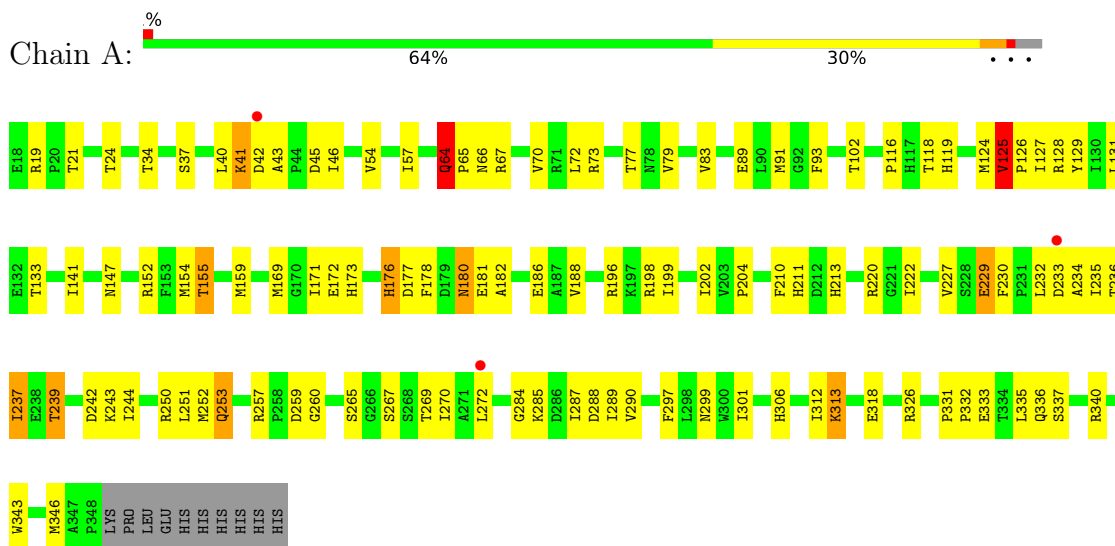 %
Chain A:
64% 30% • • •
E18 R19 P20 T21 T24 T34 S37 L40 K41 D42 A43 P44 D45 I46 V54 I57 Q64 P65 N66 R67 V70 R71 L72 R73 T77 N78 V79 V83 E89 L90 M91 G92 F93 T102 P116 H117 T118 H119 M124 V125 P126 I127 R128 Y129 I130 L131
E132 T133 I141 N147 R152 F153 M154 T155 M159 M169 G170 I171 E172 H173 H176 D177 F178 D179 N180 E181 A182 E186 A187 V188 R196 K197 R198 I199 I202 V203 P204 F210 H211 D212 H213 R220 G221 I222 V227 S228 E229 F230 P231 L232 D233 A234 I235 T236
I237 E238 T239 D242 K243 I244 R250 L251 M252 Q253 R257 P258 D259 G260 S265 G266 S267 S268 T269 I270 A271 L272 G284 K285 D286 I287 D288 I289 V290 F297 L298 N299 W300 I301 H306 I312 K313 E318 R326 P331 P332 E333 T334 L335 Q336 S337 R340
W343 M346 A347 P348 LYS PRO LEU GLU HIS HIS HIS HIS HIS HIS